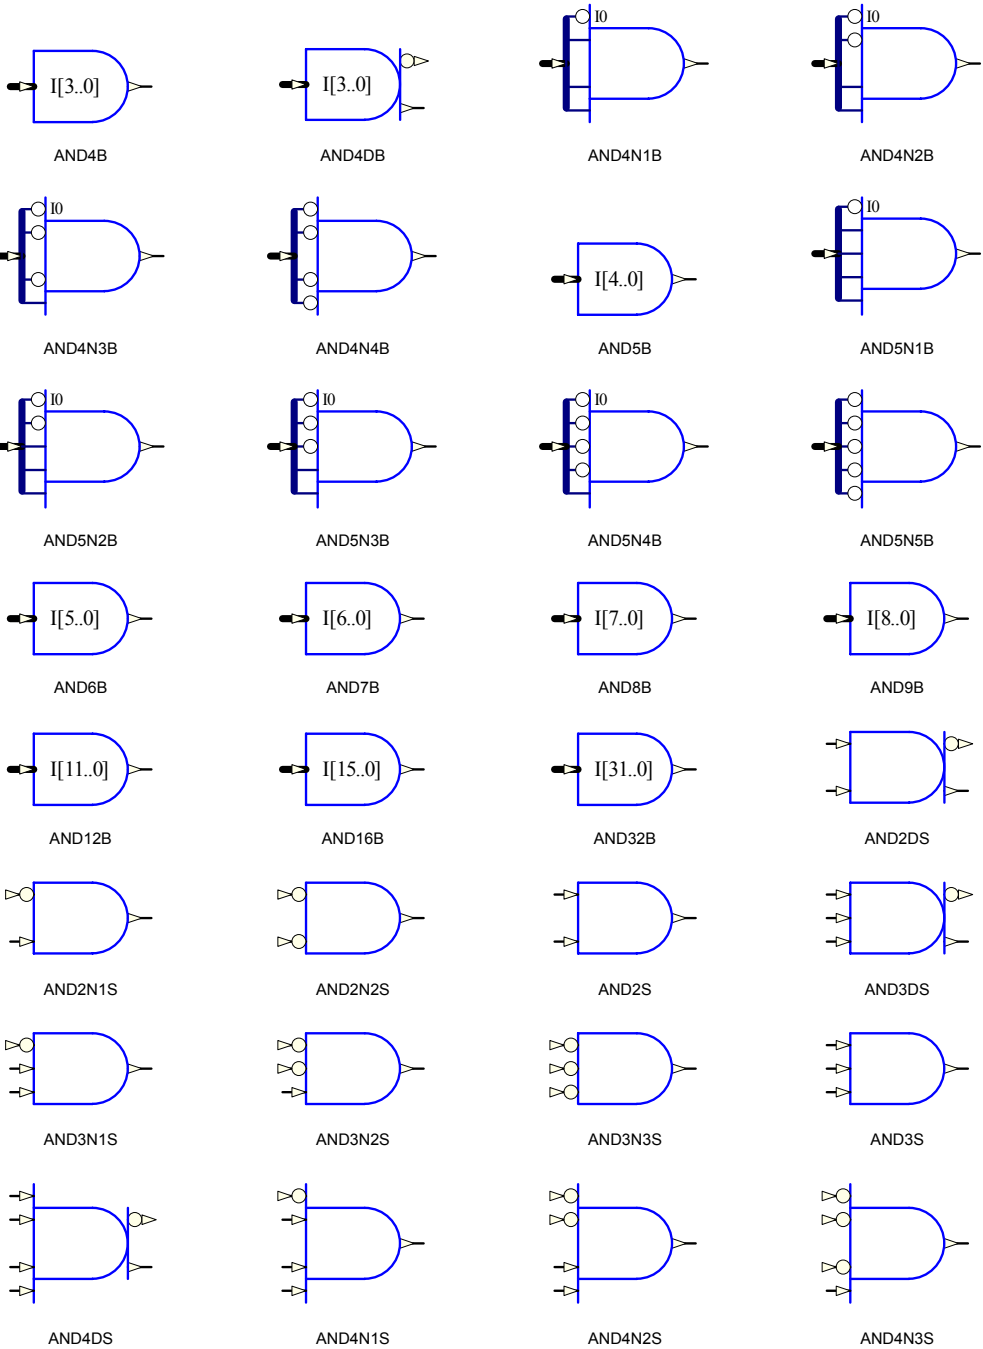 I0 I0
I[3..0] I[3..0]
AND4B AND4DB AND4N1B AND4N2B
I0
I[4..0]
I0
AND4N3B AND4N4B AND5B AND5N1B
I0 I0 I0
AND5N2B AND5N3B AND5N4B AND5N5B
I[5..0] I[6..0] I[7..0] I[8..0]
AND6B AND7B AND8B AND9B
I[11..0] I[15..0] I[31..0]
AND12B AND16B AND32B AND2DS
AND2N1S AND2N2S AND2S AND3DS
AND3N1S AND3N2S AND3N3S AND3S
AND4DS AND4N1S AND4N2S AND4N3S